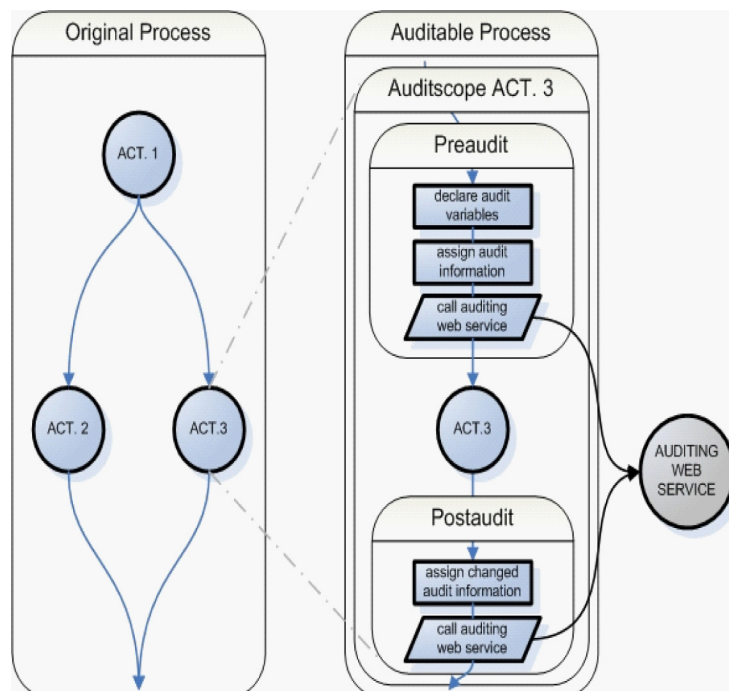 Original Process
ACT. 1
ACT. 2
ACT.3
Auditable Process
Auditscope ACT. 3
Preaudit
declare audit
variables
assign audit
information
call auditing
web service
ACT.3
Postaudit
assign changed
audit information
call auditing
web service
AUDITING
WEB
SERVICE